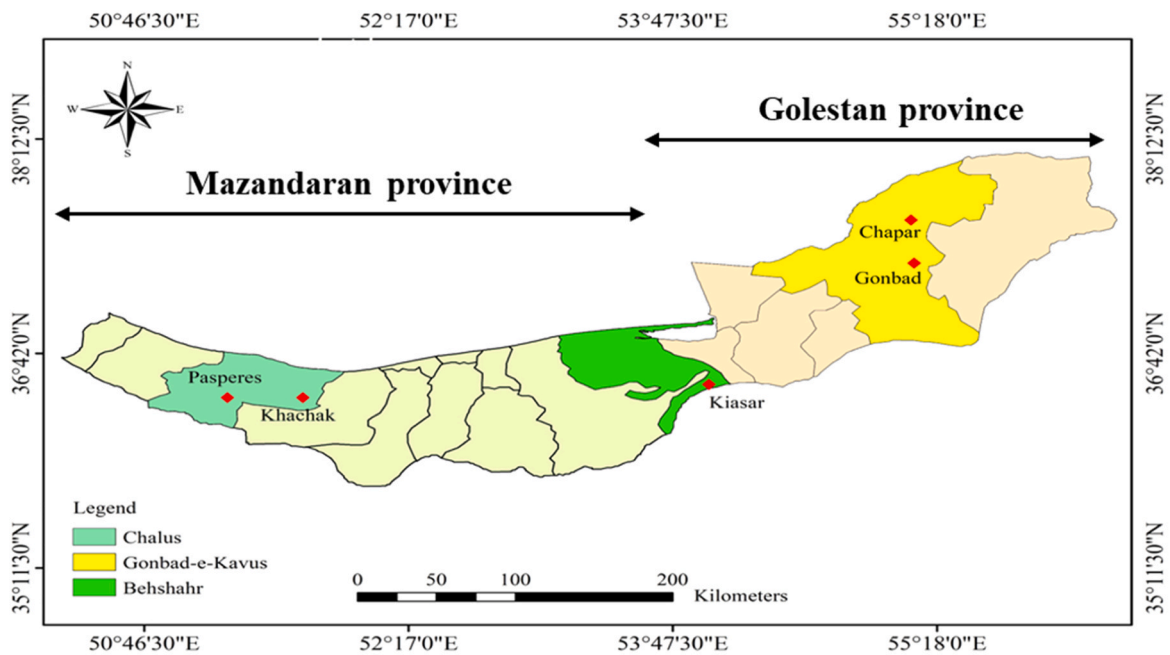 50°46'30"E 52°17'0"E 53°47'30"E 55°18'0"E
N
W E
S
Golestan province
Mazandaran province
38°12'30"N
38°12'30"N
Chapar
Gonbad
36°42'0"N
36°42'0"N
Pasperes
Khachak
Kiasar
Legend
Chalus
Gonbad-e-Kavus
Behshahr
0 50 100 200
Kilometers
35°11'30"N
35°11'30"N
50°46'30"E 52°17'0"E 53°47'30"E 55°18'0"E